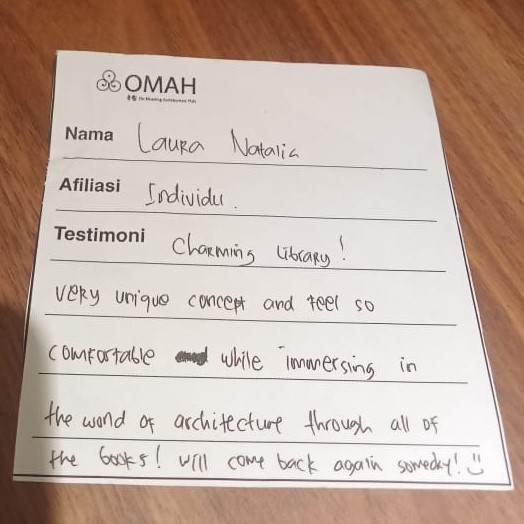 OMAH
Nama Laura Natalia
Afiliasi Individu.
Testimoni Charming library!
very unique concept and feel so
comfortable while immersing in
the world of architecture through all of
the books! will come back again someday! :)